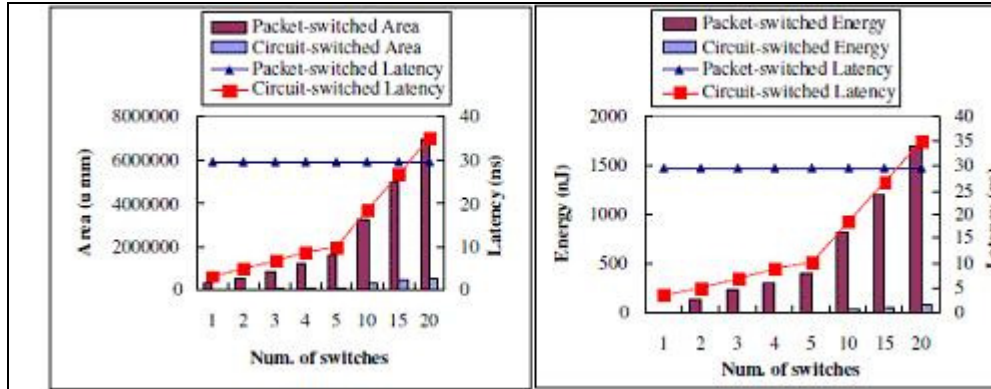 Packet-switched Area
Circuit-switched Area
Packet-switched Latency
Circuit-switched Latency
8000000
6000000
4000000
2000000
0
Area (u mm)
40
30
20
10
0
Latency (ns)
1 2 3 4 5 10 15 20
Num. of switches
Packet-switched Energy
Circuit-switched Energy
Packet-switched Latency
Circuit-switched Latency
2000
1500
1000
500
0
Energy (nJ)
40
35
30
25
20
15
10
5
0
1 2 3 4 5 10 15 20
Num. of switches